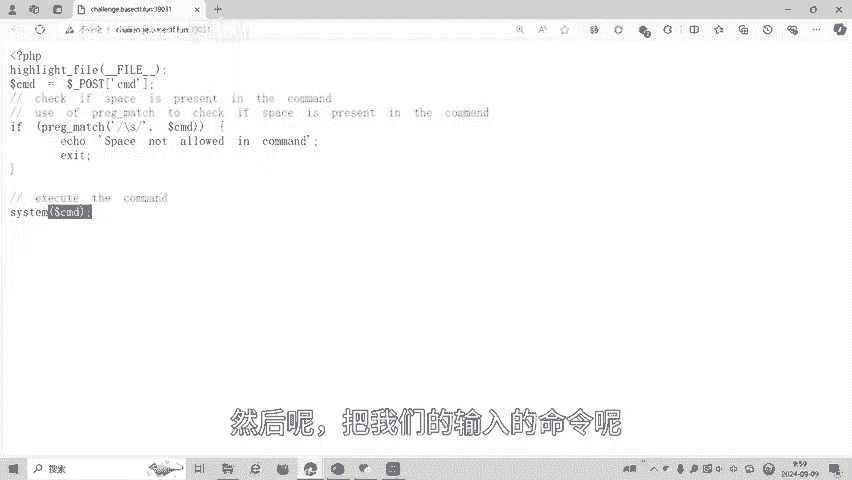 challenge.basectf.fun:39031
challenge.basectf.fun:39031
<?php
highlight_file(__FILE__);
$cmd = $_POST['cmd'];
// check if space is present in the command
// use of preg_match to check if space is present in the command
if (preg_match('/\s/', $cmd)) {
echo 'Space not allowed in command';
exit;
}
// execute the command
system($cmd);
然后呢，把我们的输入的命令呢
搜索
9:59
2024-09-09